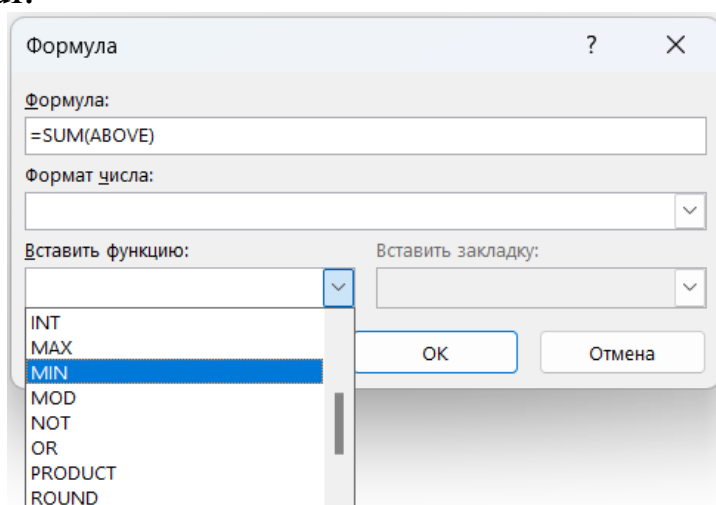 Формула ?
Формула:
=SUM(ABOVE)
Формат числа:
Вставить функцию: Вставить закладку:
INT
MAX
MIN
MOD
NOT
OR
PRODUCT
ROUND
ОК Отмена